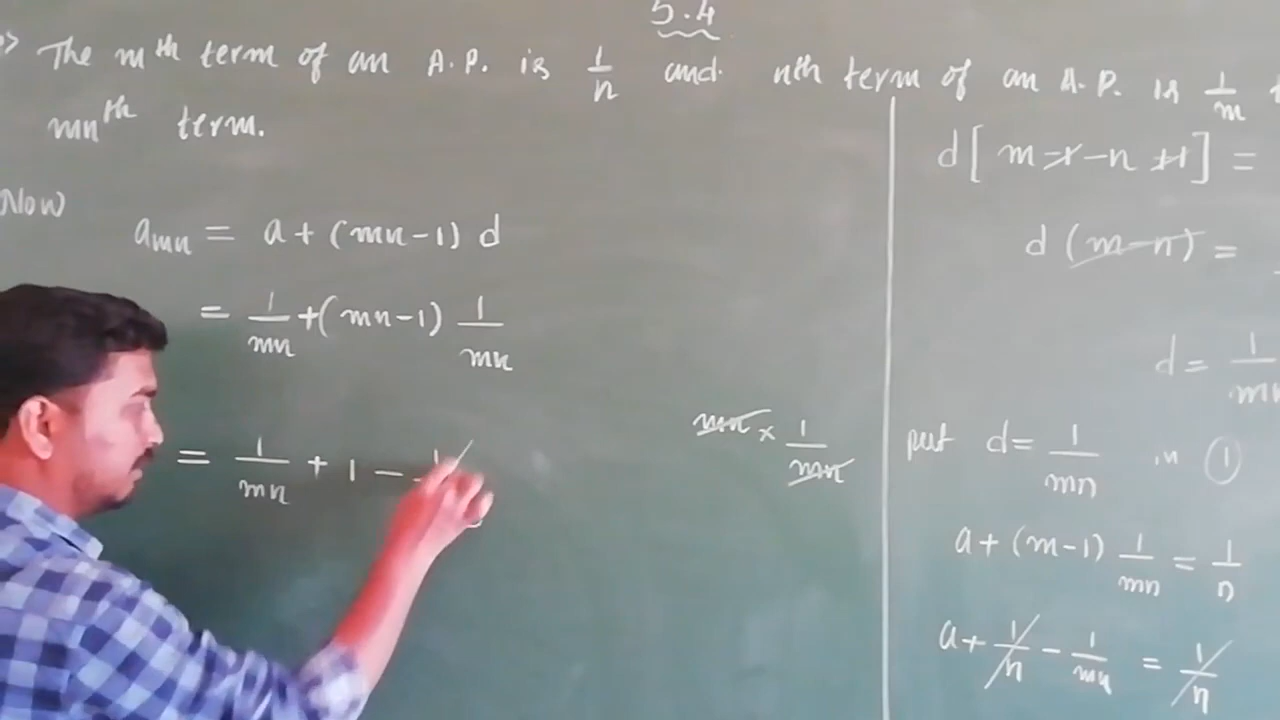 5.4
The mth term of an A.P. is 1/n and nth term of an A.P. is 1/m
mnth term.
Now
amn = a + (mn-1) d
= 1/mn + (mn-1) 1/mn
= 1/mn + 1 - 1
mn × 1/mn
d[m-1-n+1] =
d(m-n) =
d = 1/mn
put d = 1/mn in 1
a + (m-1) 1/mn = 1/n
a + 1/n - 1/mn = 1/n